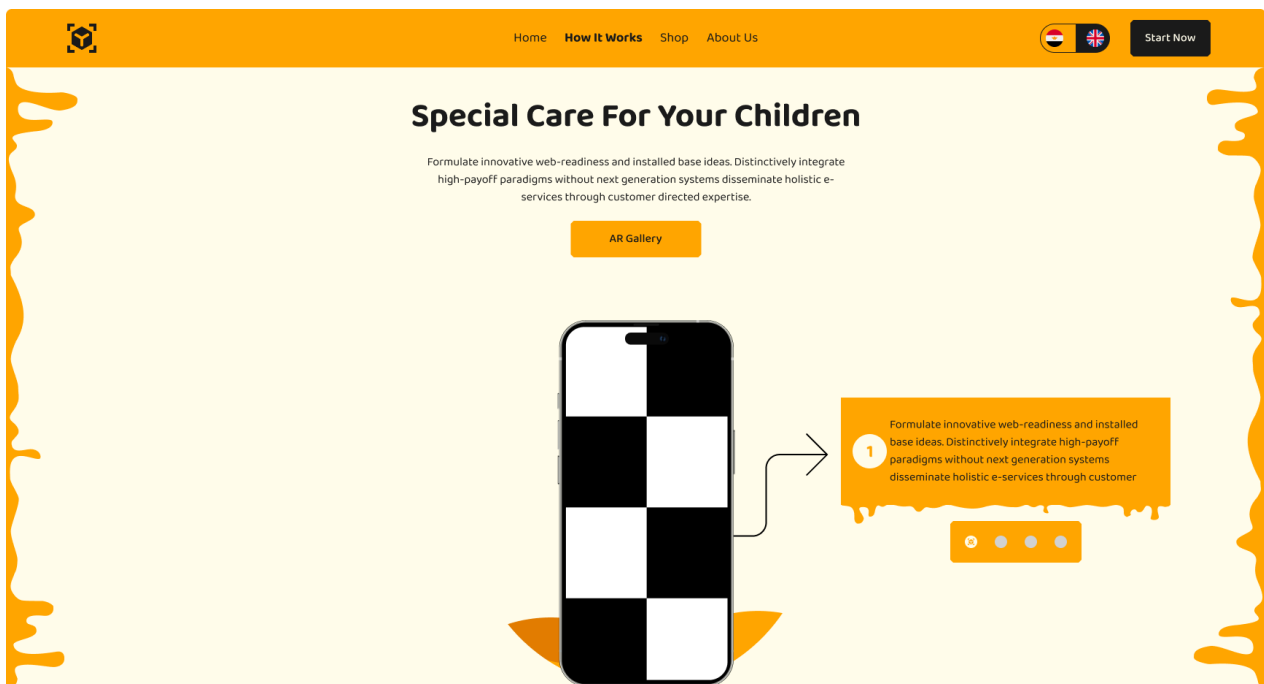 Home How It Works Shop About Us
Start Now
Special Care For Your Children
Formulate innovative web-readiness and installed base ideas. Distinctively integrate
high-payoff paradigms without next generation systems disseminate holistic e-
services through customer directed expertise.
AR Gallery
Formulate innovative web-readiness and installed
base ideas. Distinctively integrate high-payoff
1
paradigms without next generation systems
disseminate holistic e-services through customer